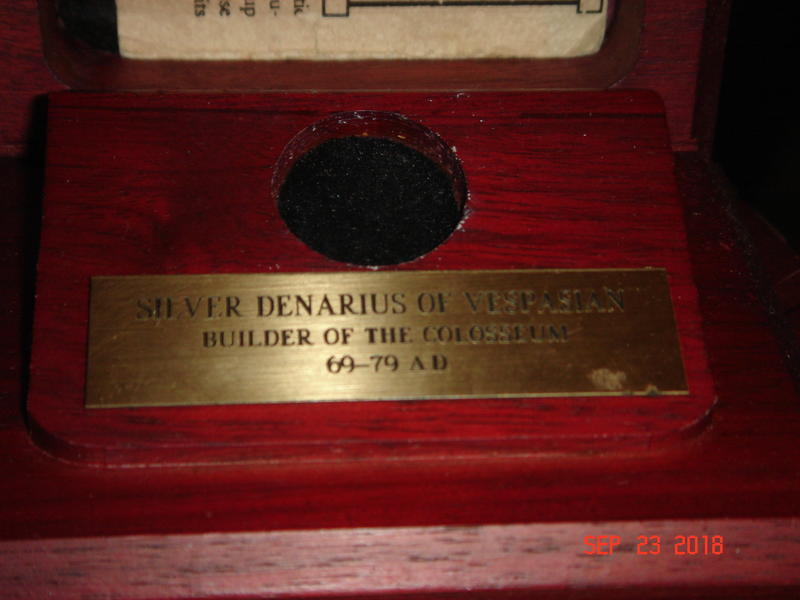 SILVER DENARIUS OF VESPASIAN
BUILDER OF THE COLOSSEUM
69–79 AD
SEP 23 2018